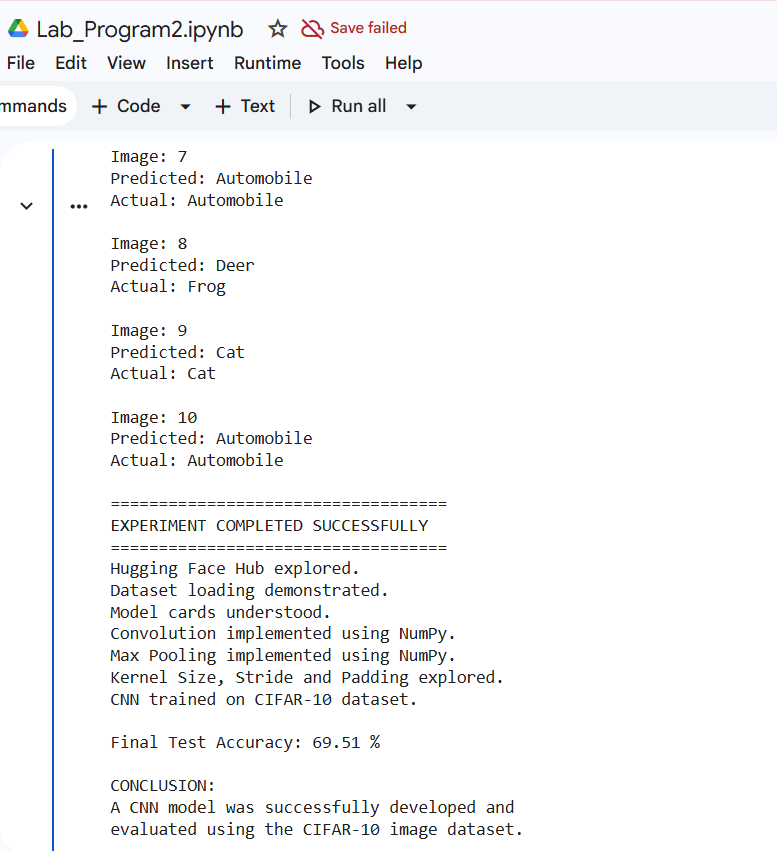 Lab_Program2.ipynb Save failed
File Edit View Insert Runtime Tools Help
mmands + Code + Text Run all
Image: 7
Predicted: Automobile
Actual: Automobile
Image: 8
Predicted: Deer
Actual: Frog
Image: 9
Predicted: Cat
Actual: Cat
Image: 10
Predicted: Automobile
Actual: Automobile
===================================
EXPERIMENT COMPLETED SUCCESSFULLY
===================================
Hugging Face Hub explored.
Dataset loading demonstrated.
Model cards understood.
Convolution implemented using NumPy.
Max Pooling implemented using NumPy.
Kernel Size, Stride and Padding explored.
CNN trained on CIFAR-10 dataset.
Final Test Accuracy: 69.51 %
CONCLUSION:
A CNN model was successfully developed and
evaluated using the CIFAR-10 image dataset.